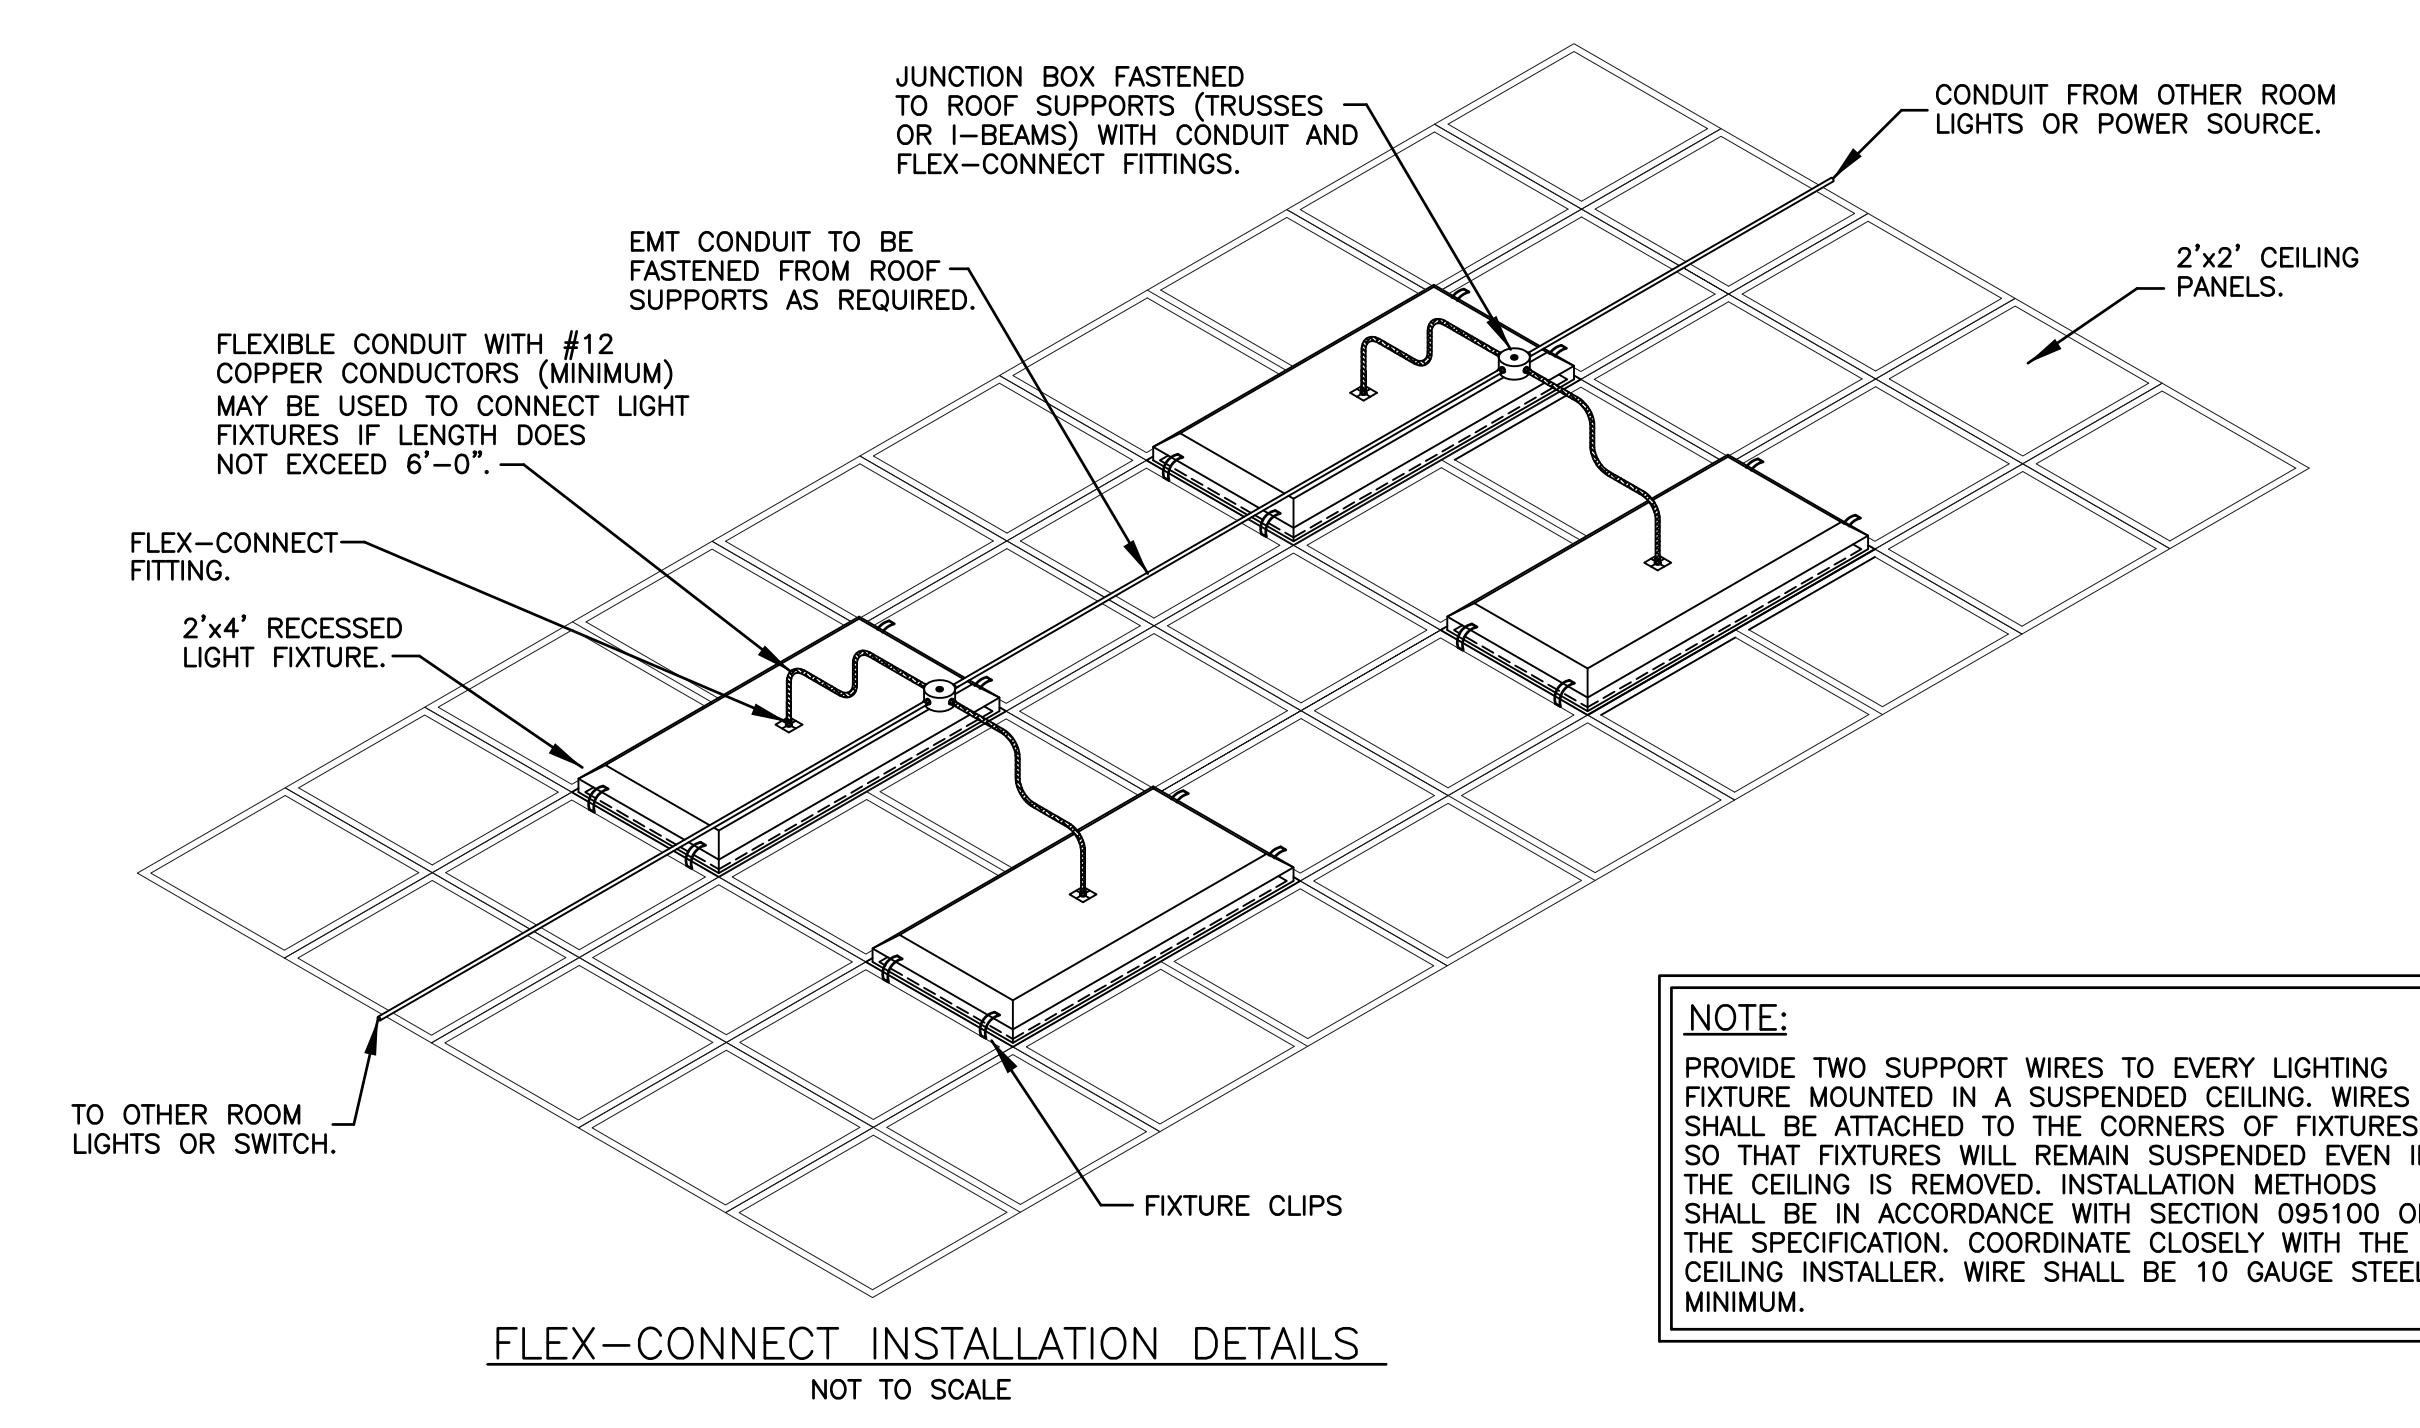 JUNCTION BOX FASTENED
TO ROOF SUPPORTS (TRUSSES
OR I-BEAMS) WITH CONDUIT AND
FLEX-CONNECT FITTINGS.
CONDUIT FROM OTHER ROOM
LIGHTS OR POWER SOURCE.
EMT CONDUIT TO BE
FASTENED FROM ROOF
SUPPORTS AS REQUIRED.
2'x2' CEILING
PANELS.
FLEXIBLE CONDUIT WITH #12
COPPER CONDUCTORS (MINIMUM)
MAY BE USED TO CONNECT LIGHT
FIXTURES IF LENGTH DOES
NOT EXCEED 6'-0".
FLEX-CONNECT
FITTING.
2'x4' RECESSED
LIGHT FIXTURE.
TO OTHER ROOM
LIGHTS OR SWITCH.
FIXTURE CLIPS
NOTE:
PROVIDE TWO SUPPORT WIRES TO EVERY LIGHTING
FIXTURE MOUNTED IN A SUSPENDED CEILING. WIRES
SHALL BE ATTACHED TO THE CORNERS OF FIXTURES
SO THAT FIXTURES WILL REMAIN SUSPENDED EVEN
THE CEILING IS REMOVED. INSTALLATION METHODS
SHALL BE IN ACCORDANCE WITH SECTION 095100
THE SPECIFICATION. COORDINATE CLOSELY WITH THE
CEILING INSTALLER. WIRE SHALL BE 10 GAUGE STEEL
MINIMUM.
FLEX-CONNECT INSTALLATION DETAILS
NOT TO SCALE